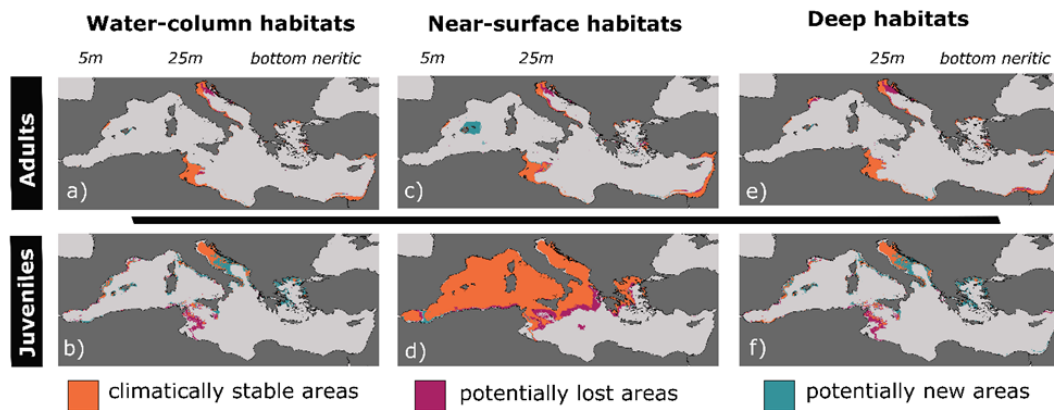 Water-column habitats Near-surface habitats Deep habitats
5m 25m bottom neritic 5m 25m 25m bottom neritic
Adults
a) c) e)
Juveniles
b) d) f)
climatically stable areas potentially lost areas potentially new areas